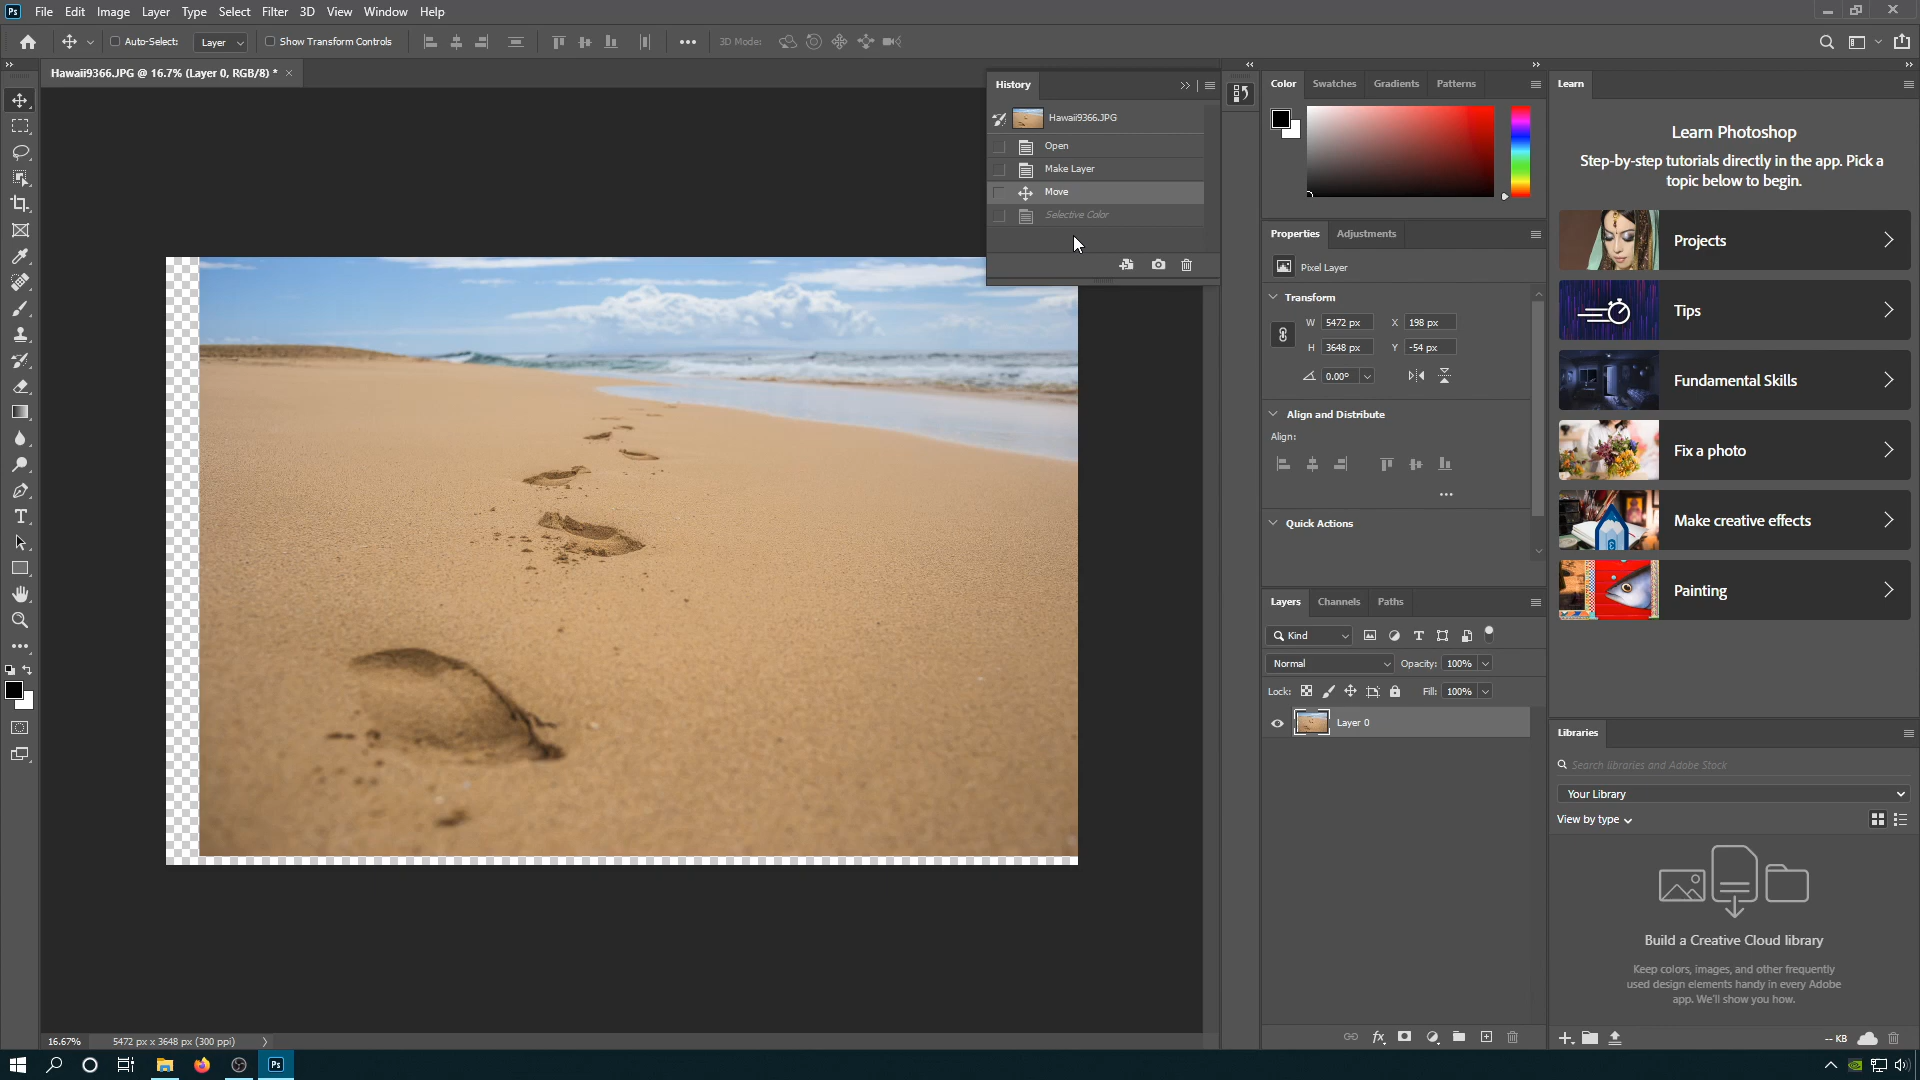 Ps File Edit Image Layer Type Select Filter 3D View Window Help
Auto-Select: Layer Show Transform Controls 3D Mode:
Hawaii9366.JPG @ 16.7% (Layer 0, RGB/8) *
History
Hawaii9366.JPG
Open
Make Layer
Move
Selective Color
Color Swatches Gradients Patterns
Properties Adjustments
Pixel Layer
Transform
W 5472 px X 198 px
H 3648 px Y -54 px
0.00°
Align and Distribute
Align:
Quick Actions
Layers Channels Paths
Kind
Normal Opacity: 100%
Lock: Fill: 100%
Layer 0
Learn
Learn Photoshop
Step-by-step tutorials directly in the app. Pick a
topic below to begin.
Projects
Tips
Fundamental Skills
Fix a photo
Make creative effects
Painting
Libraries
Search libraries and Adobe Stock
Your Library
View by type
Build a Creative Cloud library
Keep colors, images, and other frequently
used design elements handy in every Adobe
app. We'll show you how.
-- KB
16.67% 5472 px x 3648 px (300 ppi)
Ps